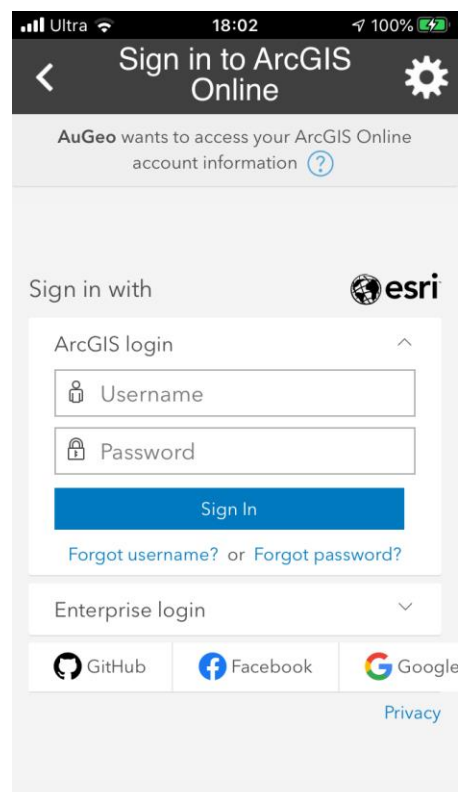 Ultra 18:02 100%
Sign in to ArcGIS
Online
AuGeo wants to access your ArcGIS Online
account information ?
Sign in with esri
ArcGIS login
Username
Password
Sign In
Forgot username? or Forgot password?
Enterprise login
GitHub Facebook Google
Privacy